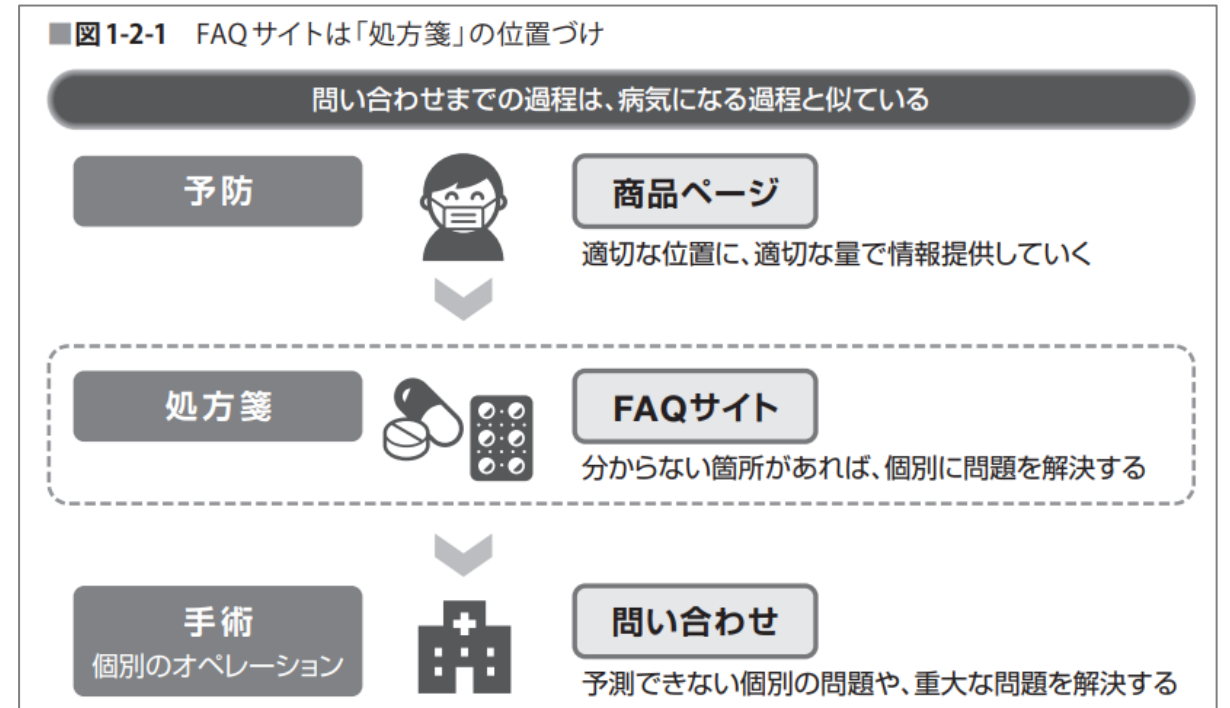 ■図1-2-1 FAQサイトは「処方箋」の位置づけ
問い合わせまでの過程は、病気になる過程と似ている
予防
商品ページ
適切な位置に、適切な量で情報提供していく
処方箋
FAQサイト
分からない箇所があれば、個別に問題を解決する
手術
個別のオペレーション
問い合わせ
予測できない個別の問題や、重大な問題を解決する